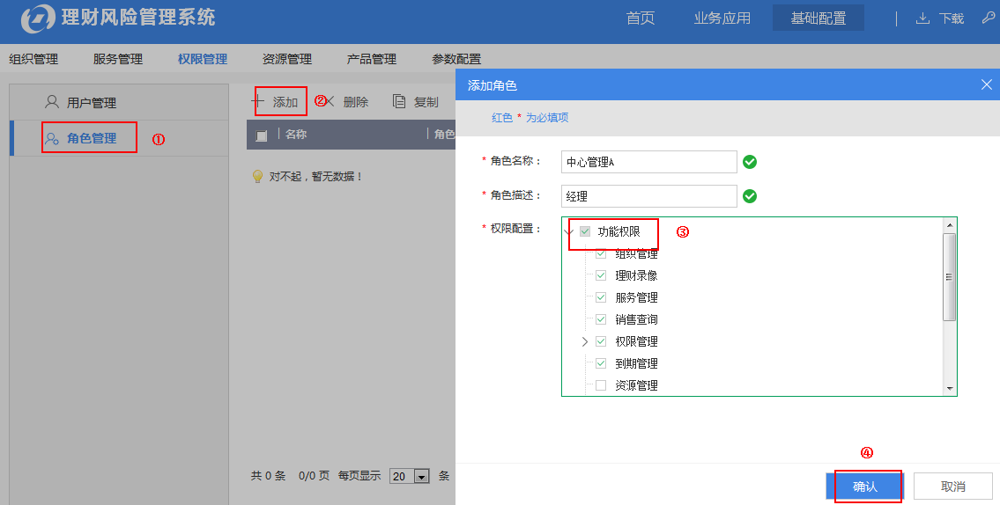 理财风险管理系统
首页 业务应用 基础配置 下载
组织管理 服务管理 权限管理 资源管理 产品管理 参数配置
用户管理
角色管理 ①
添加 ② 删除 复制
名称 角色
对不起，暂无数据！
共 0 条 0/0 页 每页显示 20 条
添加角色
红色 * 为必填项
* 角色名称： 中心管理A
* 角色描述： 经理
* 权限配置： 功能权限 ③
组织管理
理财录像
服务管理
销售查询
权限管理
到期管理
资源管理
④
确认 取消